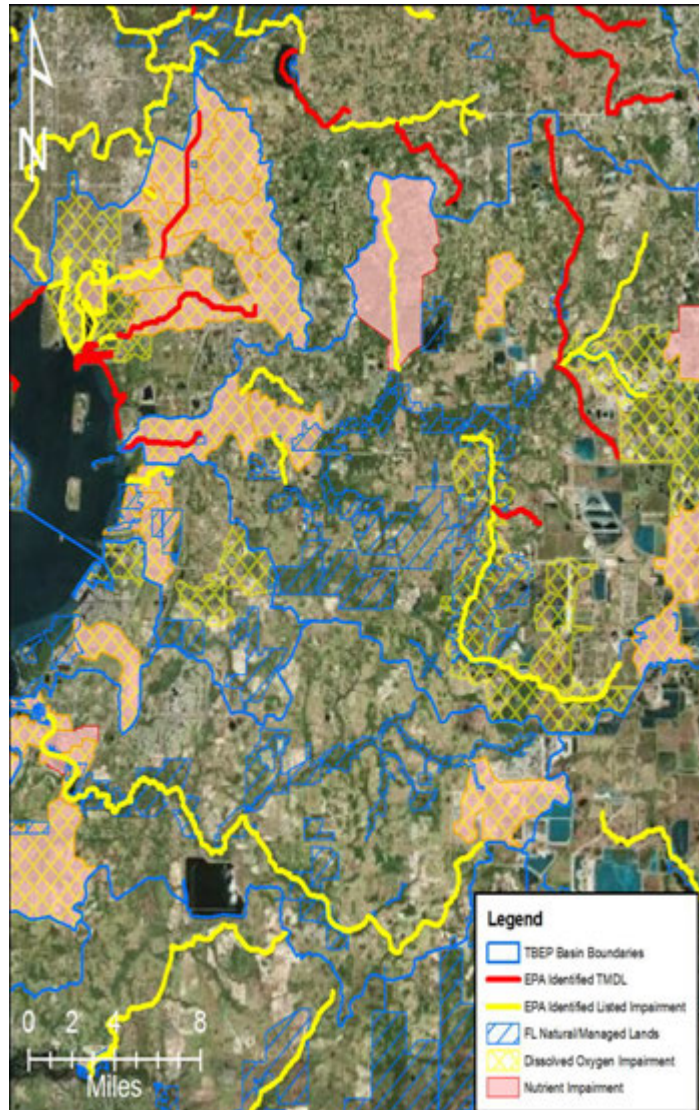 N
Legend
TBEP Basin Boundaries
EPA Identified TMDL
EPA Identified Listed Impairment
FL Natural/Managed Lands
Dissolved Oxygen Impairment
Nutrient Impairment
0 2 4 8
Miles